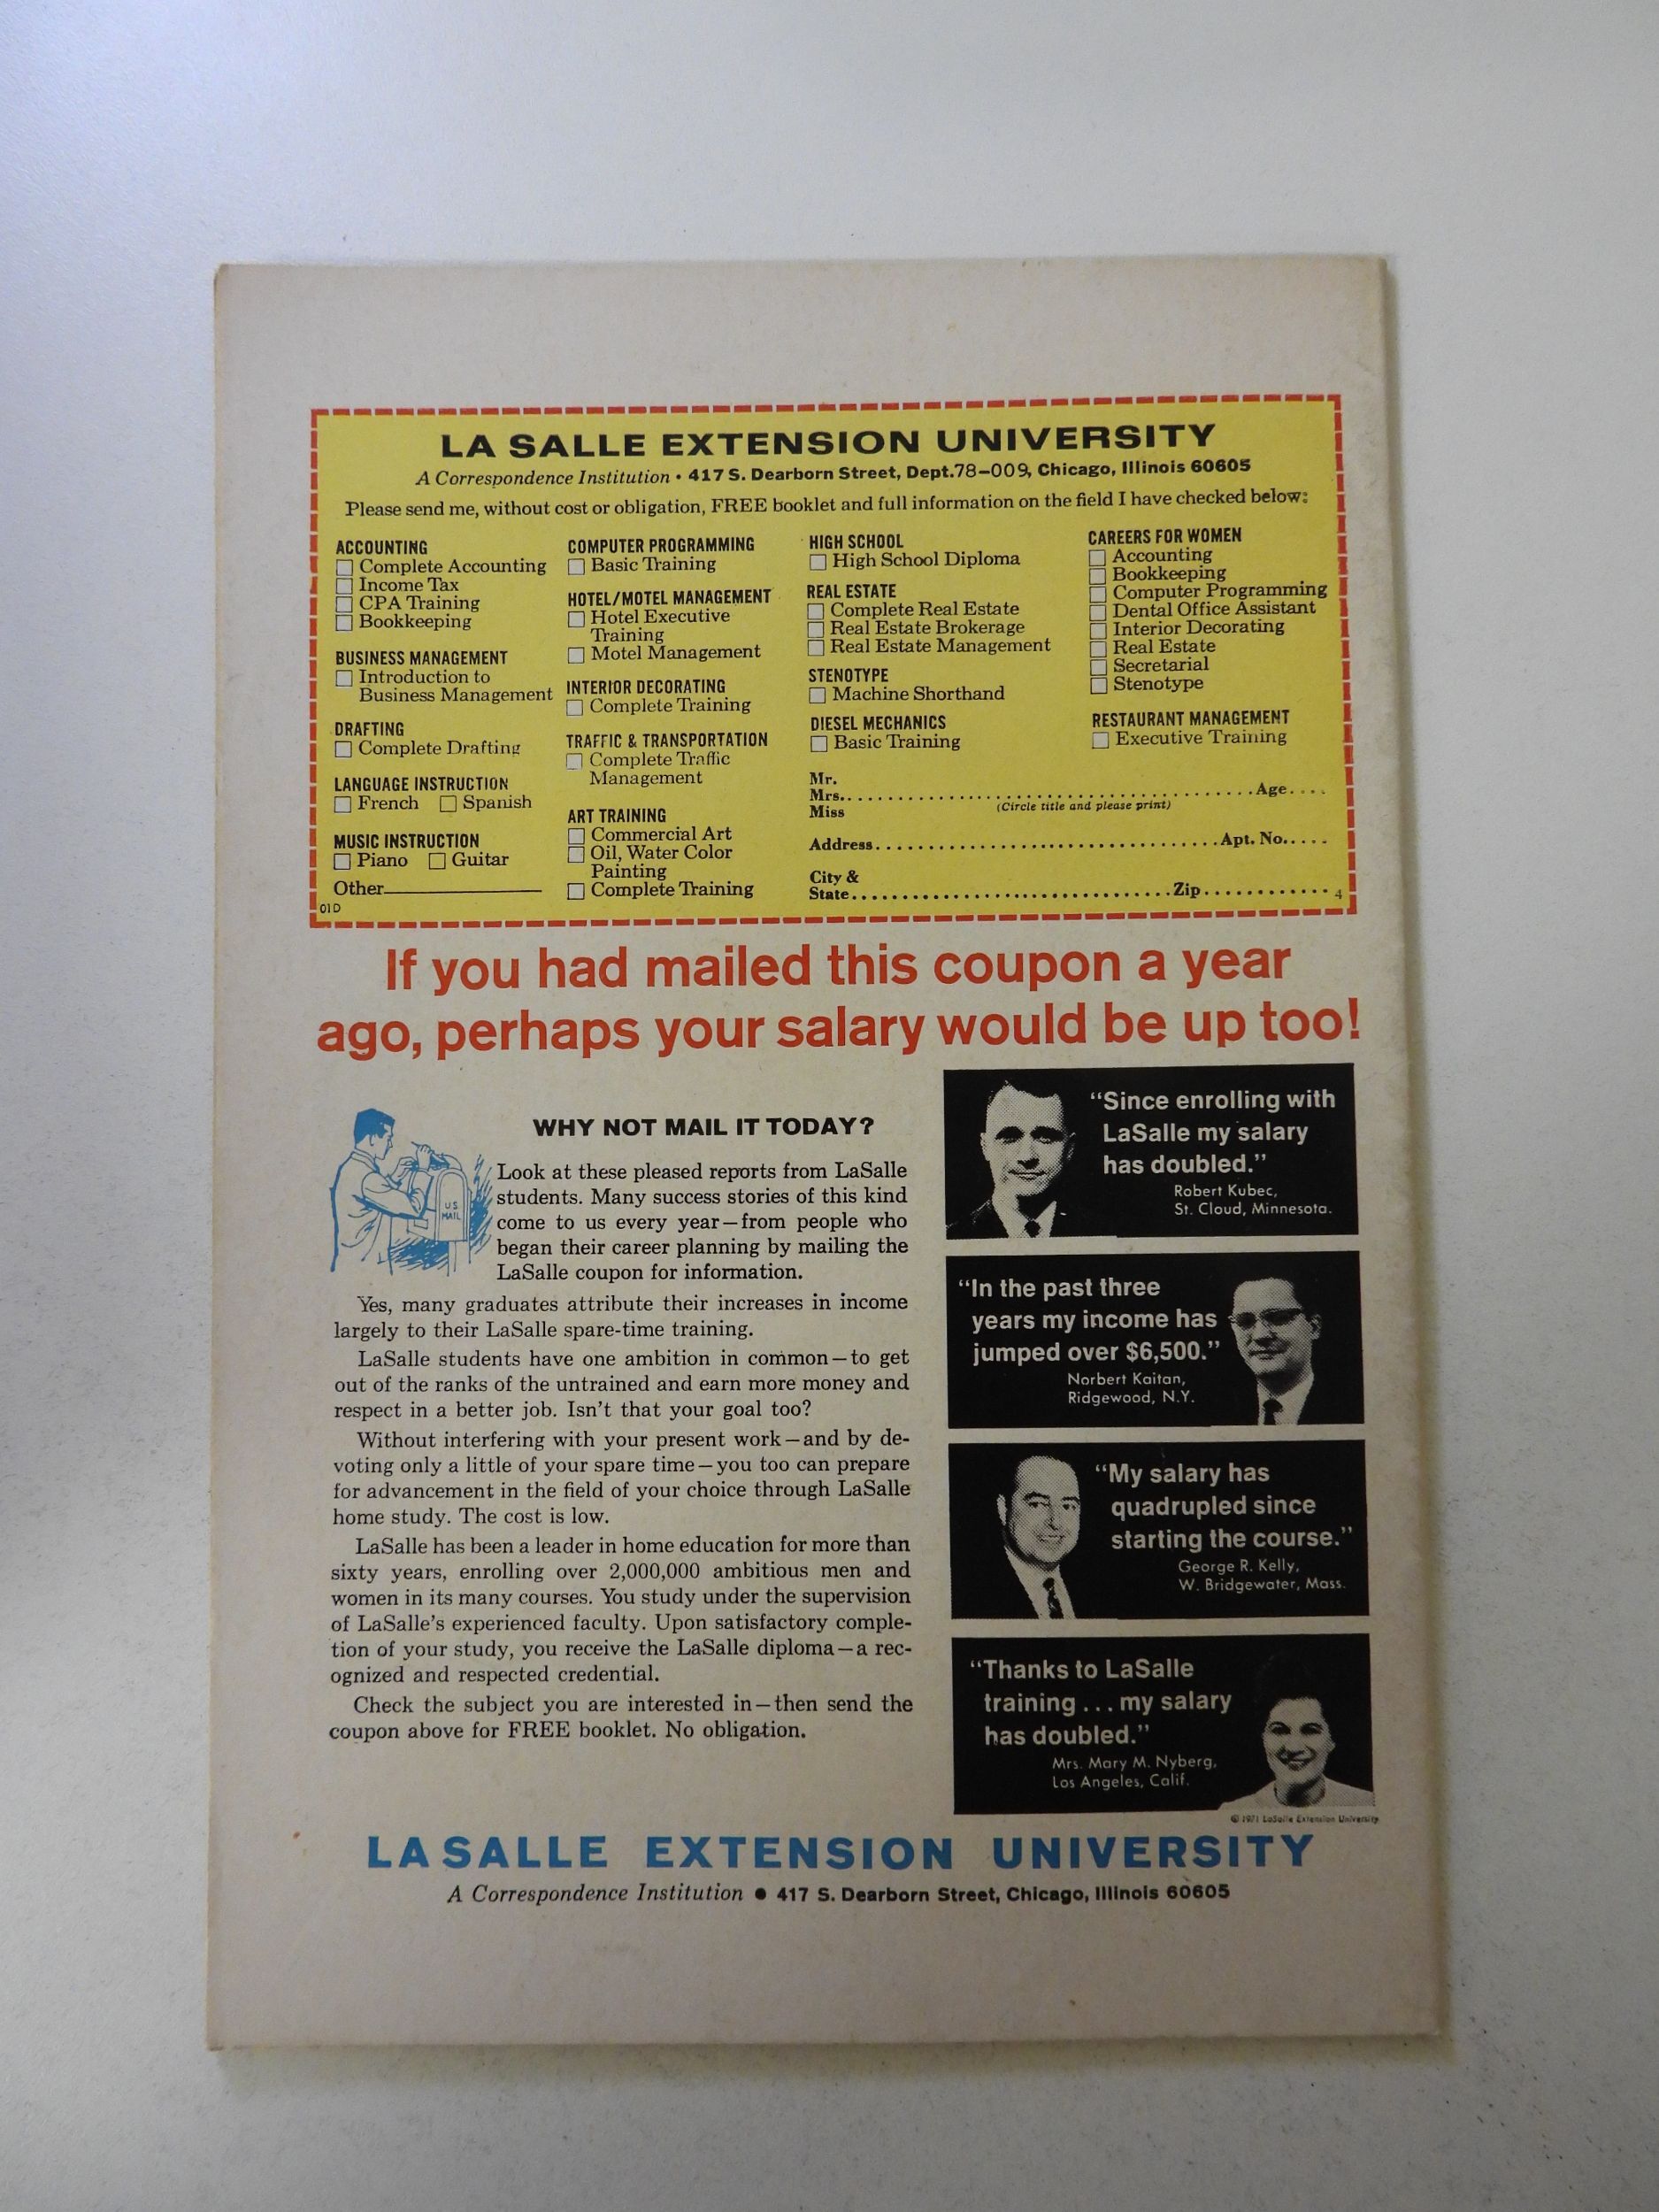 LA SALLE EXTENSION UNIVERSITY
A Correspondence Institution • 417 S. Dearborn Street, Dept.78-009, Chicago, Illinois 60605
Please send me, without cost or obligation, FREE booklet and full information on the field I have checked below:
ACCOUNTING
Complete Accounting
Income Tax
CPA Training
Bookkeeping
BUSINESS MANAGEMENT
Introduction to
Business Management
DRAFTING
Complete Drafting
LANGUAGE INSTRUCTION
French Spanish
MUSIC INSTRUCTION
Piano Guitar
Other
01D
COMPUTER PROGRAMMING
Basic Training
HOTEL/MOTEL MANAGEMENT
Hotel Executive
Training
Motel Management
INTERIOR DECORATING
Complete Training
TRAFFIC & TRANSPORTATION
Complete Traffic
Management
ART TRAINING
Commercial Art
Oil, Water Color
Painting
Complete Training
HIGH SCHOOL
High School Diploma
REAL ESTATE
Complete Real Estate
Real Estate Brokerage
Real Estate Management
STENOTYPE
Machine Shorthand
DIESEL MECHANICS
Basic Training
CAREERS FOR WOMEN
Accounting
Bookkeeping
Computer Programming
Dental Office Assistant
Interior Decorating
Real Estate
Secretarial
Stenotype
RESTAURANT MANAGEMENT
Executive Training
Mr.
Mrs. Age
Miss (Circle title and please print)
Address Apt. No.
City &
State Zip 4
If you had mailed this coupon a year
ago, perhaps your salary would be up too!
U S
MAIL
WHY NOT MAIL IT TODAY?
Look at these pleased reports from LaSalle
students. Many success stories of this kind
come to us every year—from people who
began their career planning by mailing the
LaSalle coupon for information.
Yes, many graduates attribute their increases in income
largely to their LaSalle spare-time training.
LaSalle students have one ambition in common—to get
out of the ranks of the untrained and earn more money and
respect in a better job. Isn't that your goal too?
Without interfering with your present work—and by de-
voting only a little of your spare time—you too can prepare
for advancement in the field of your choice through LaSalle
home study. The cost is low.
LaSalle has been a leader in home education for more than
sixty years, enrolling over 2,000,000 ambitious men and
women in its many courses. You study under the supervision
of LaSalle's experienced faculty. Upon satisfactory comple-
tion of your study, you receive the LaSalle diploma—a rec-
ognized and respected credential.
Check the subject you are interested in—then send the
coupon above for FREE booklet. No obligation.
"Since enrolling with
LaSalle my salary
has doubled."
Robert Kubec,
St. Cloud, Minnesota.
"In the past three
years my income has
jumped over $6,500."
Norbert Kaitan,
Ridgewood, N.Y.
"My salary has
quadrupled since
starting the course."
George R. Kelly,
W. Bridgewater, Mass.
"Thanks to LaSalle
training ... my salary
has doubled."
Mrs. Mary M. Nyberg,
Los Angeles, Calif.
© 1971 LaSalle Extension University
LASALLE EXTENSION UNIVERSITY
A Correspondence Institution • 417 S. Dearborn Street, Chicago, Illinois 60605